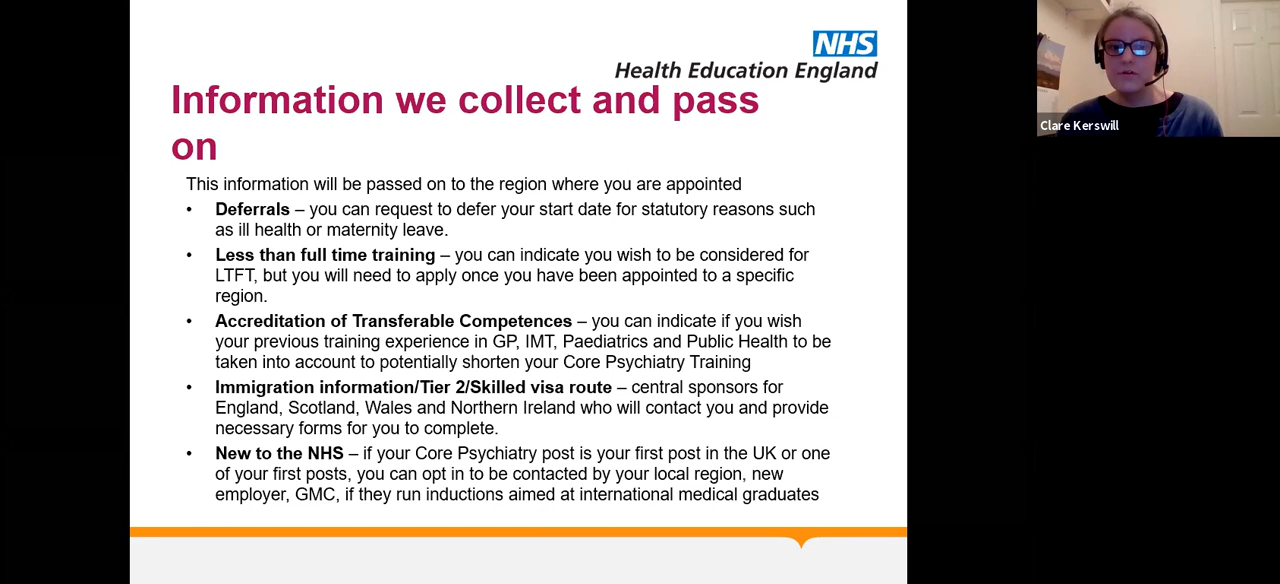 NHS
Health Education England
Information we collect and pass
on
This information will be passed on to the region where you are appointed
• Deferrals – you can request to defer your start date for statutory reasons such
as ill health or maternity leave.
• Less than full time training – you can indicate you wish to be considered for
LTFT, but you will need to apply once you have been appointed to a specific
region.
• Accreditation of Transferable Competences – you can indicate if you wish
your previous training experience in GP, IMT, Paediatrics and Public Health to be
taken into account to potentially shorten your Core Psychiatry Training
• Immigration information/Tier 2/Skilled visa route – central sponsors for
England, Scotland, Wales and Northern Ireland who will contact you and provide
necessary forms for you to complete.
• New to the NHS – if your Core Psychiatry post is your first post in the UK or one
of your first posts, you can opt in to be contacted by your local region, new
employer, GMC, if they run inductions aimed at international medical graduates
Clare Kerswill